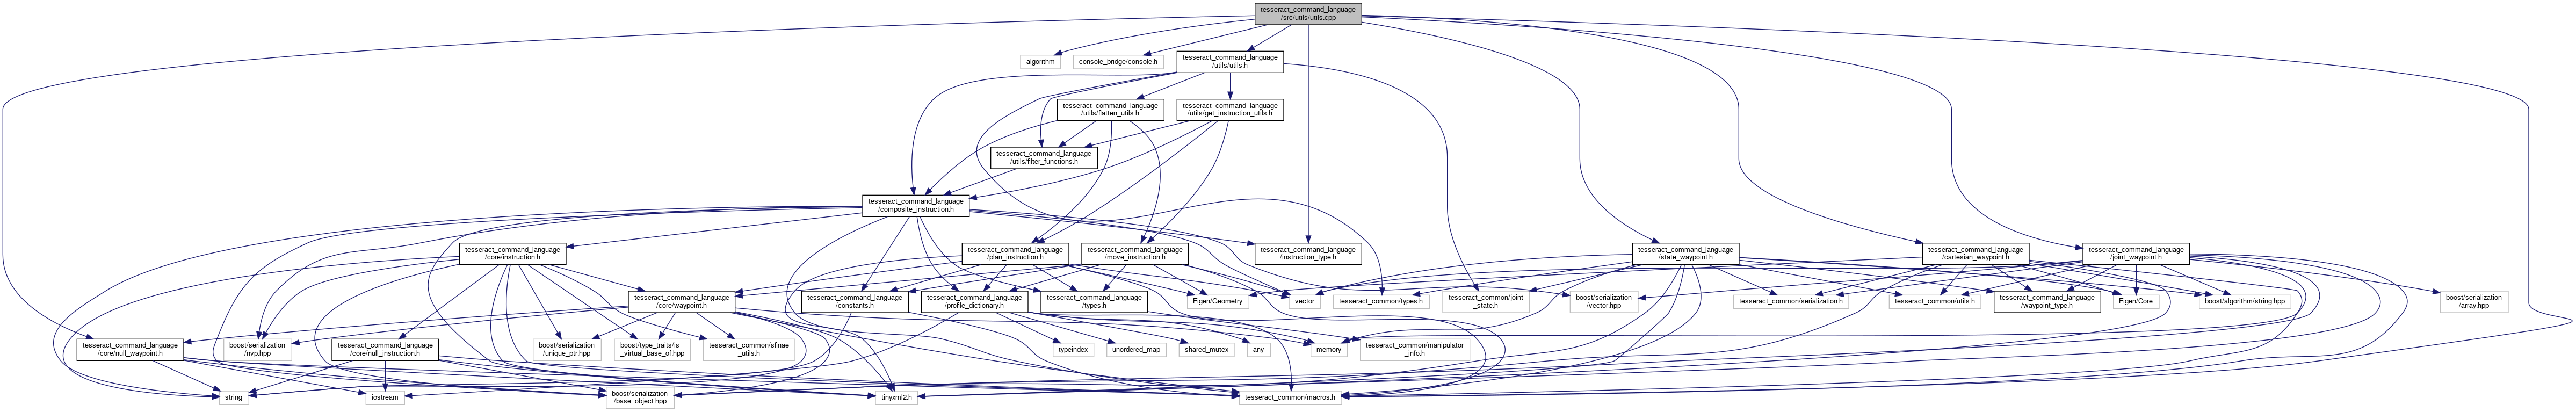 tesseract_command_language
/src/utils/utils.cpp
algorithm
console_bridge/console.h
tesseract_command_language
/utils/utils.h
tesseract_command_language
/utils/flatten_utils.h
tesseract_command_language
/utils/get_instruction_utils.h
tesseract_command_language
/utils/filter_functions.h
tesseract_command_language
/composite_instruction.h
tesseract_command_language
/core/instruction.h
tesseract_command_language
/plan_instruction.h
tesseract_command_language
/move_instruction.h
tesseract_command_language
/instruction_type.h
tesseract_command_language
/state_waypoint.h
tesseract_command_language
/cartesian_waypoint.h
tesseract_command_language
/joint_waypoint.h
tesseract_command_language
/core/waypoint.h
tesseract_command_language
/constants.h
tesseract_command_language
/profile_dictionary.h
tesseract_command_language
/types.h
Eigen/Geometry
vector
tesseract_common/types.h
tesseract_common/joint
_state.h
boost/serialization
/vector.hpp
tesseract_common/serialization.h
tesseract_common/utils.h
tesseract_command_language
/waypoint_type.h
Eigen/Core
boost/algorithm/string.hpp
boost/serialization
/array.hpp
tesseract_command_language
/core/null_waypoint.h
boost/serialization
/nvp.hpp
tesseract_command_language
/core/null_instruction.h
boost/serialization
/unique_ptr.hpp
boost/type_traits/is
_virtual_base_of.hpp
tesseract_common/sfinae
_utils.h
typeindex
unordered_map
shared_mutex
any
memory
tesseract_common/manipulator
_info.h
string
iostream
boost/serialization
/base_object.hpp
tinyxml2.h
tesseract_common/macros.h